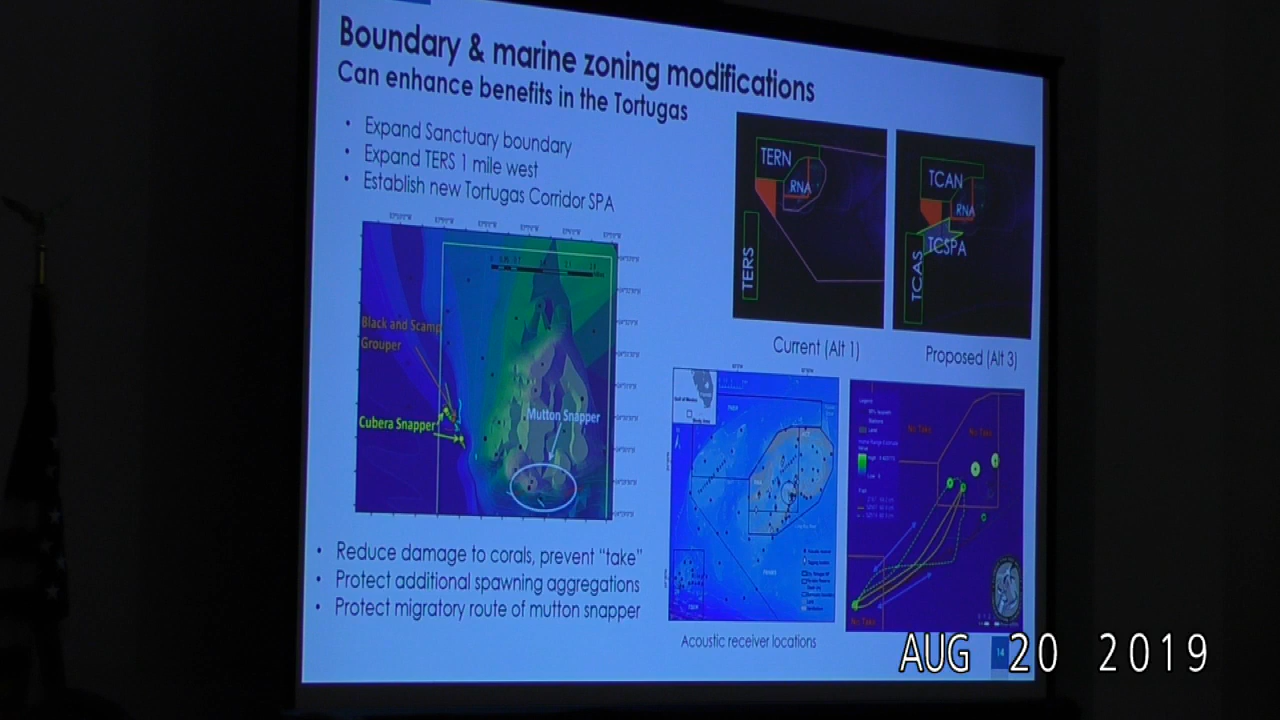 Boundary & marine zoning modifications
Can enhance benefits in the Tortugas
• Expand Sanctuary boundary
• Expand TERS 1 mile west
• Establish new Tortugas Corridor SPA
Black and Scamp
Grouper
Cubera Snapper
Mutton Snapper
• Reduce damage to corals, prevent “take”
• Protect additional spawning aggregations
• Protect migratory route of mutton snapper
TERN
RNA
TERS
Current (Alt 1)
TCAN
RNA
TCSPA
TCAS
Proposed (Alt 3)
Gulf of Mexico
Acoustic receiver locations
No Take
No Take
No Take
14
AUG 20 2019